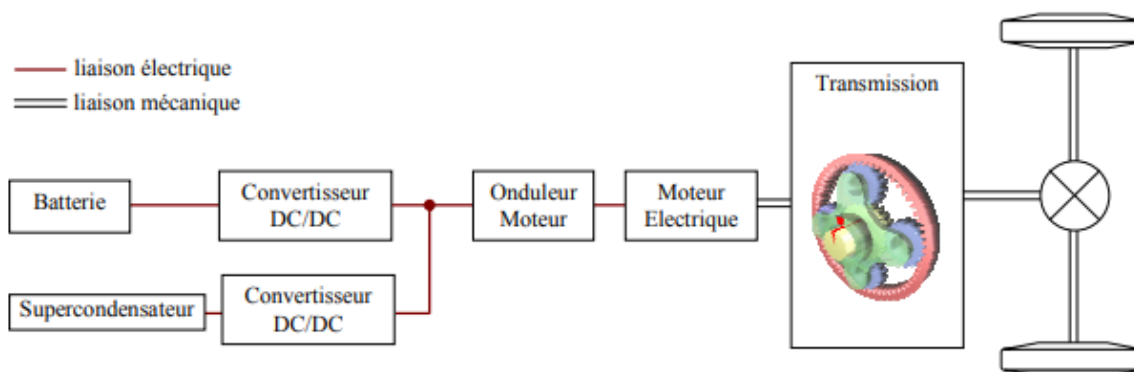 liaison électrique
liaison mécanique
Transmission
Batterie
Convertisseur
DC/DC
Onduleur
Moteur
Moteur
Electrique
Supercondensateur
Convertisseur
DC/DC